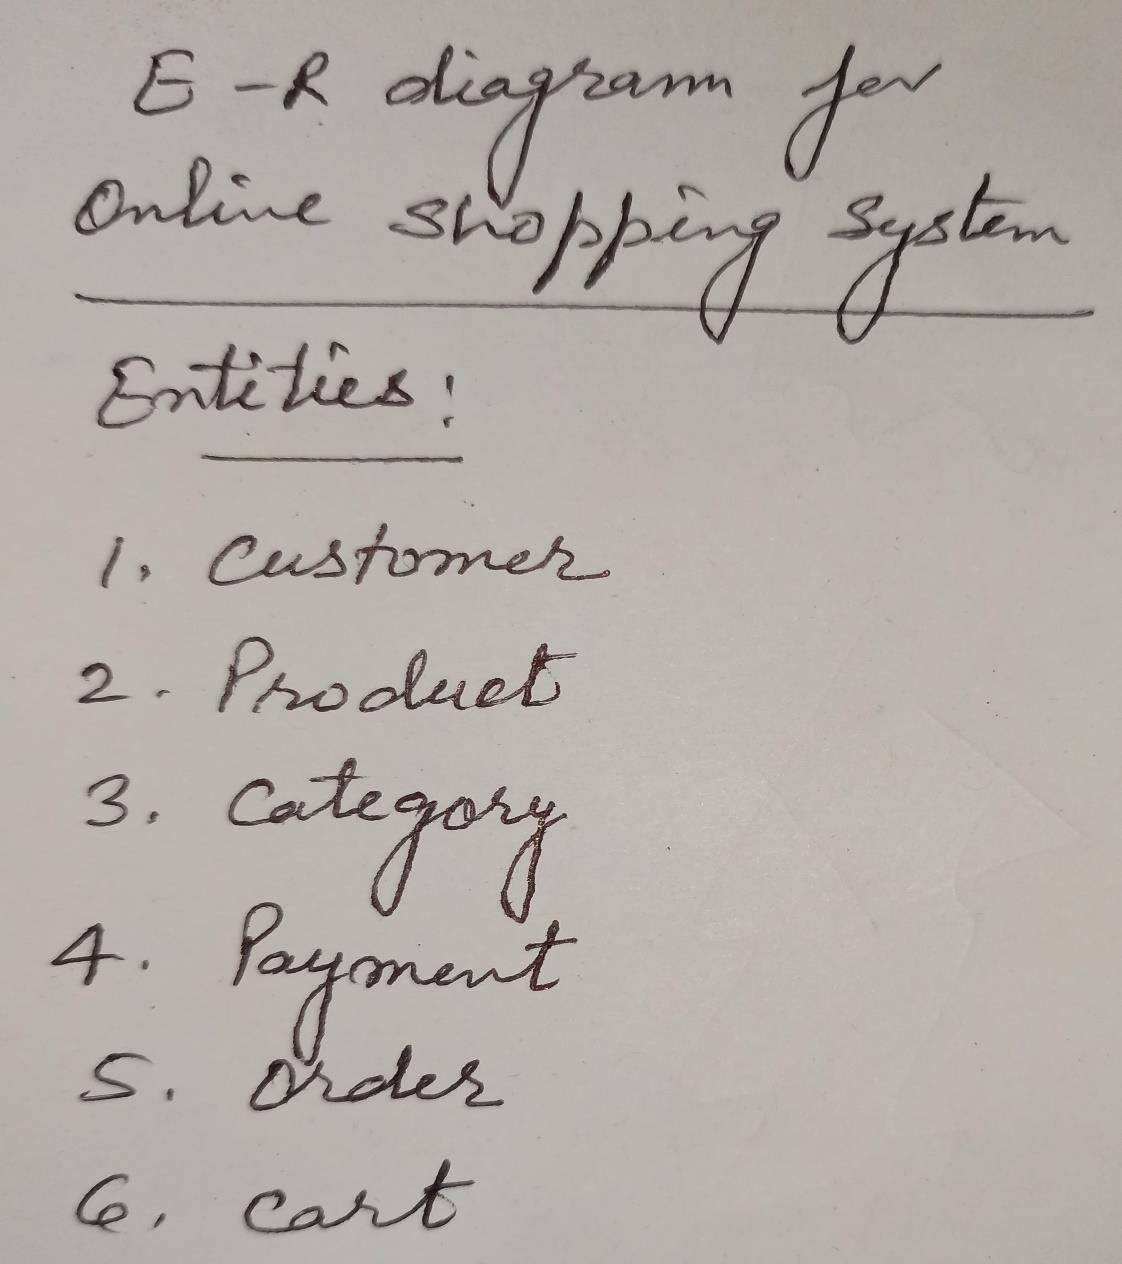 E-R diagram for
Online shopping system
Entities:
1. Customer
2. Product
3. Category
4. Payment
5. Order
6. Cart